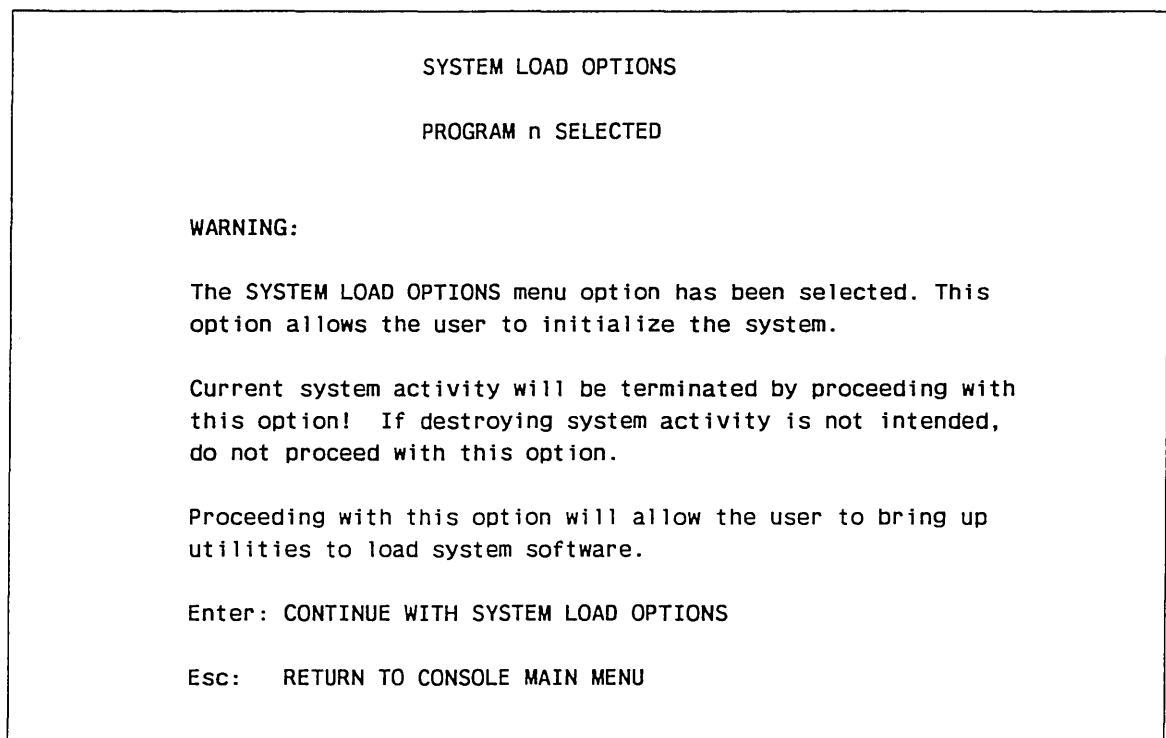 SYSTEM LOAD OPTIONS
PROGRAM n SELECTED
WARNING:
The SYSTEM LOAD OPTIONS menu option has been selected. This
option allows the user to initialize the system.
Current system activity will be terminated by proceeding with
this option! If destroying system activity is not intended,
do not proceed with this option.
Proceeding with this option will allow the user to bring up
utilities to load system software.
Enter: CONTINUE WITH SYSTEM LOAD OPTIONS
Esc: RETURN TO CONSOLE MAIN MENU